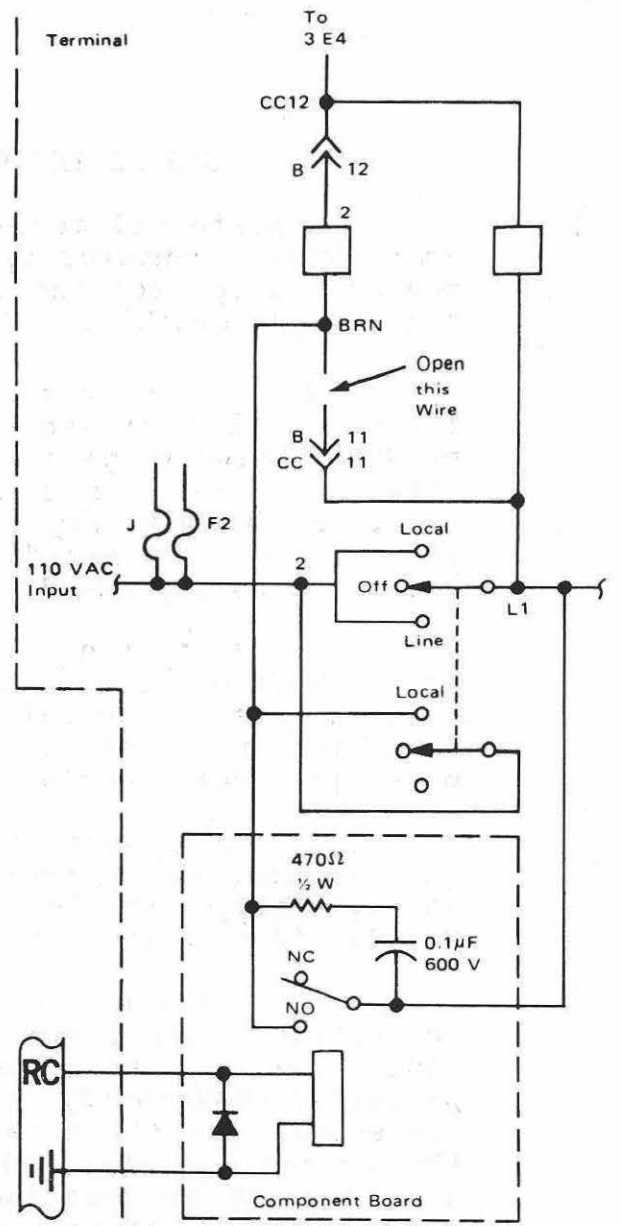 Terminal
To
3 E4
CC12
B 12
2
BRN
Open
this
Wire
B 11
CC 11
J F2
Local
110 VAC
Input
2
Off
L1
Line
Local
470Ω
½ W
0.1µF
600 V
NC
NO
RC
Component Board